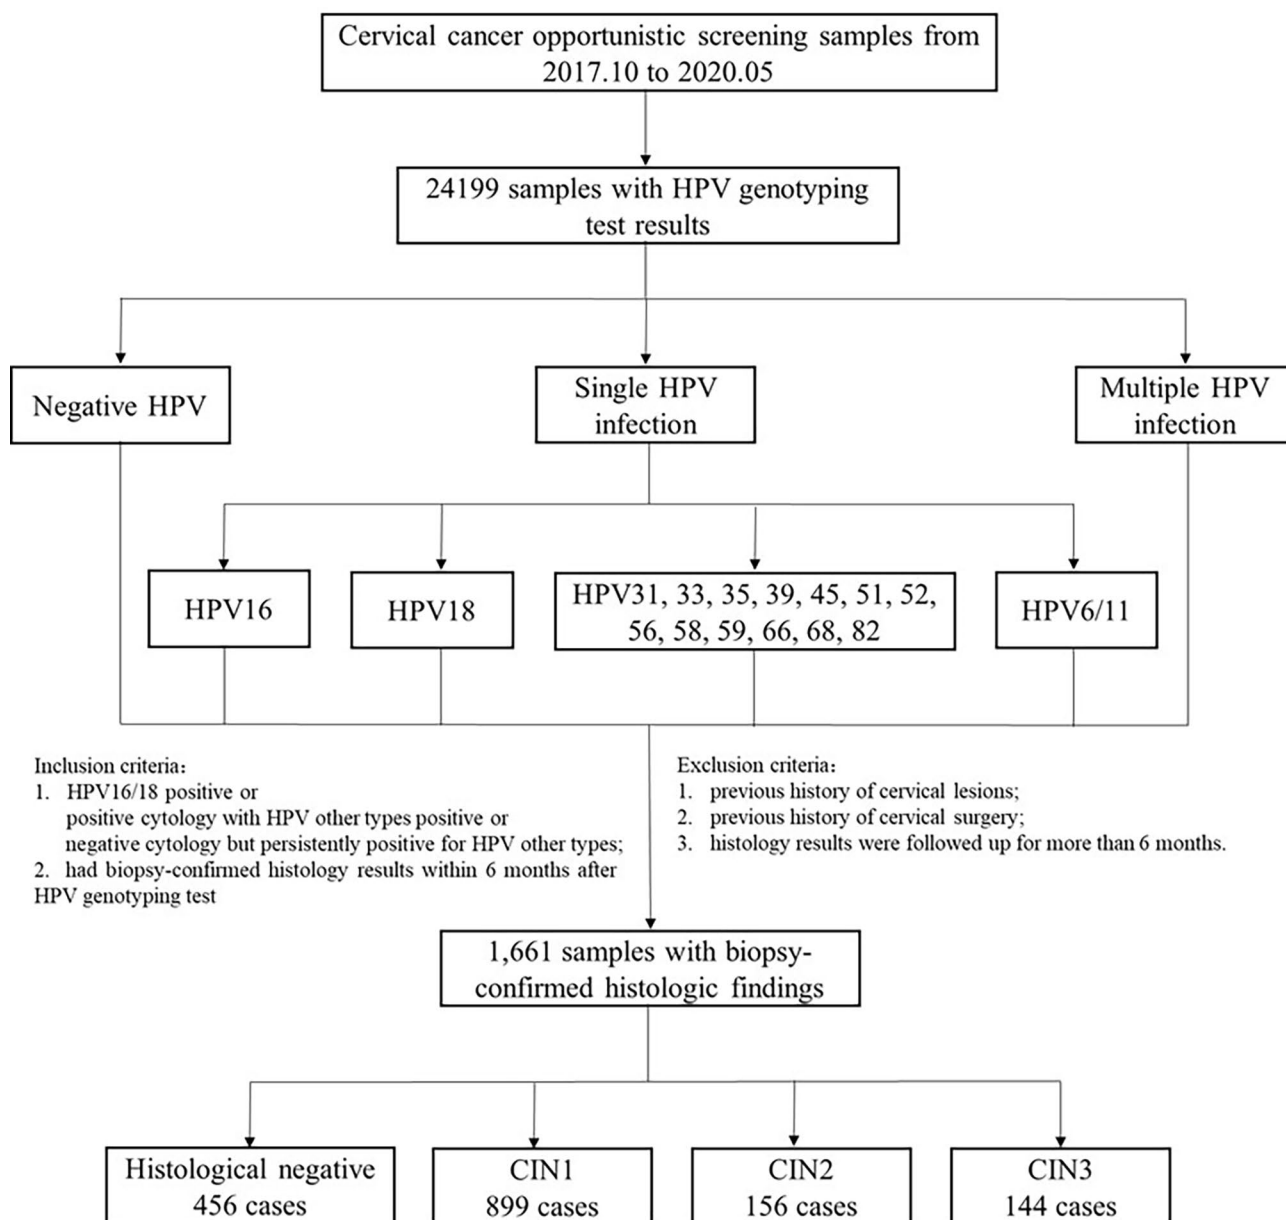 Cervical cancer opportunistic screening samples from
2017.10 to 2020.05
24199 samples with HPV genotyping
test results
Negative HPV
Single HPV
infection
Multiple HPV
infection
HPV16
HPV18
HPV31, 33, 35, 39, 45, 51, 52,
56, 58, 59, 66, 68, 82
HPV6/11
Inclusion criteria:
1. HPV16/18 positive or
positive cytology with HPV other types positive or
negative cytology but persistently positive for HPV other types;
2. had biopsy-confirmed histology results within 6 months after
HPV genotyping test
Exclusion criteria:
1. previous history of cervical lesions;
2. previous history of cervical surgery;
3. histology results were followed up for more than 6 months.
1,661 samples with biopsy-
confirmed histologic findings
Histological negative
456 cases
CIN1
899 cases
CIN2
156 cases
CIN3
144 cases